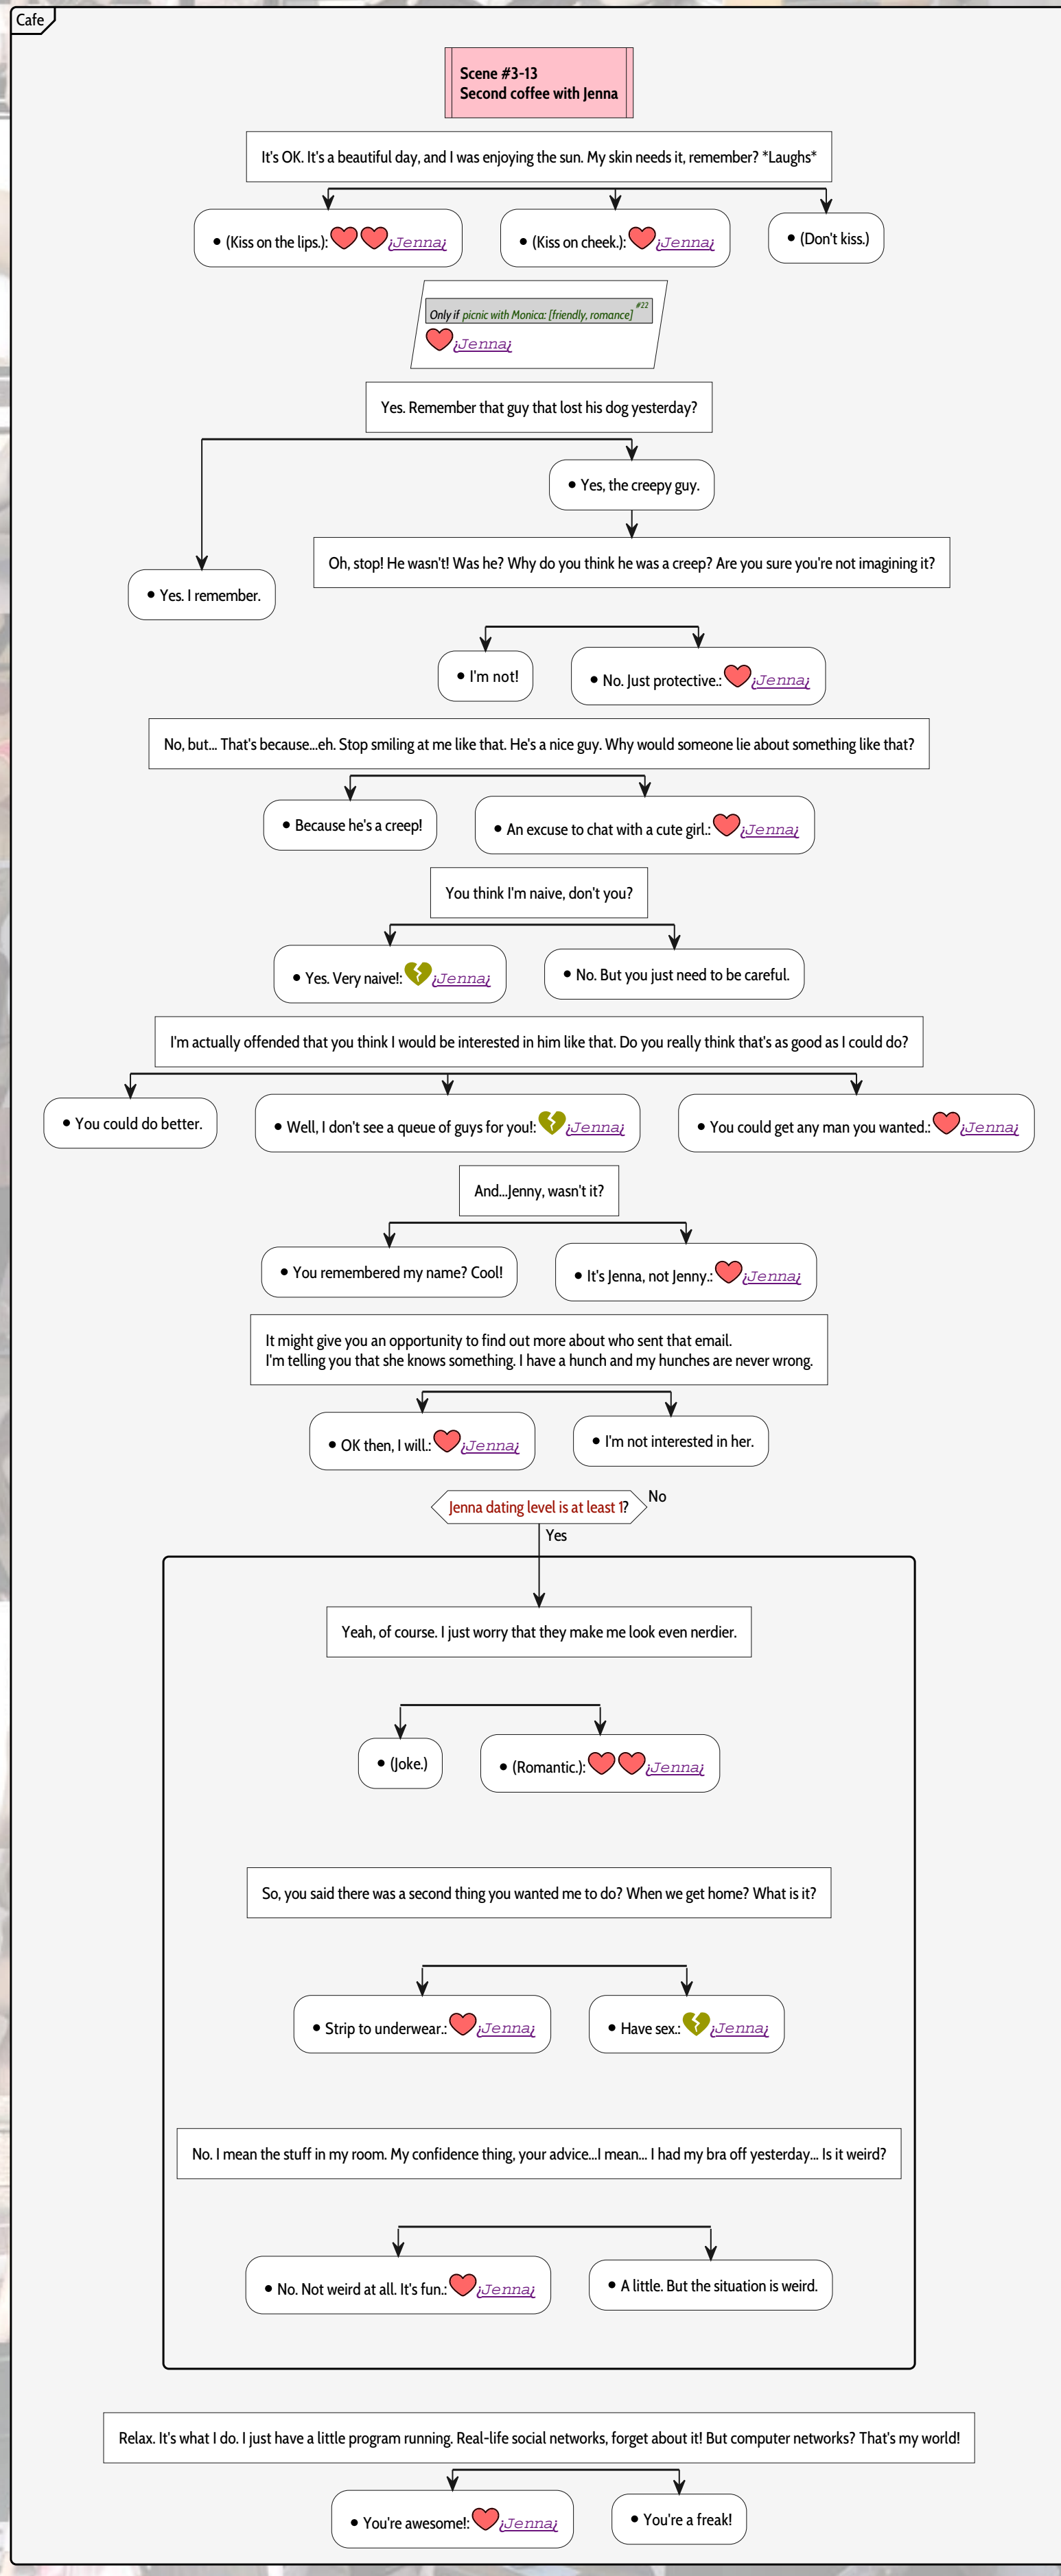 Cafe
Scene #3-13
Second coffee with Jenna
It's OK. It's a beautiful day, and I was enjoying the sun. My skin needs it, remember? *Laughs*
• (Kiss on the lips.): ¿Jenna¿
• (Kiss on cheek.): ¿Jenna¿
• (Don't kiss.)
Only if picnic with Monica: [friendly, romance] #22
¿Jenna¿
Yes. Remember that guy that lost his dog yesterday?
• Yes, the creepy guy.
Oh, stop! He wasn't! Was he? Why do you think he was a creep? Are you sure you're not imagining it?
• Yes. I remember.
• I'm not!
• No. Just protective.: ¿Jenna¿
No, but... That's because...eh. Stop smiling at me like that. He's a nice guy. Why would someone lie about something like that?
• Because he's a creep!
• An excuse to chat with a cute girl.: ¿Jenna¿
You think I'm naive, don't you?
• Yes. Very naive!: ¿Jenna¿
• No. But you just need to be careful.
I'm actually offended that you think I would be interested in him like that. Do you really think that's as good as I could do?
• You could do better.
• Well, I don't see a queue of guys for you!: ¿Jenna¿
• You could get any man you wanted.: ¿Jenna¿
And...Jenny, wasn't it?
• You remembered my name? Cool!
• It's Jenna, not Jenny.: ¿Jenna¿
It might give you an opportunity to find out more about who sent that email.
I'm telling you that she knows something. I have a hunch and my hunches are never wrong.
• OK then, I will.: ¿Jenna¿
• I'm not interested in her.
Jenna dating level is at least 1?
No
Yes
Yeah, of course. I just worry that they make me look even nerdier.
• (Joke.)
• (Romantic.): ¿Jenna¿
So, you said there was a second thing you wanted me to do? When we get home? What is it?
• Strip to underwear.: ¿Jenna¿
• Have sex.: ¿Jenna¿
No. I mean the stuff in my room. My confidence thing, your advice...I mean... I had my bra off yesterday... Is it weird?
• No. Not weird at all. It's fun.: ¿Jenna¿
• A little. But the situation is weird.
Relax. It's what I do. I just have a little program running. Real-life social networks, forget about it! But computer networks? That's my world!
• You're awesome!: ¿Jenna¿
• You're a freak!